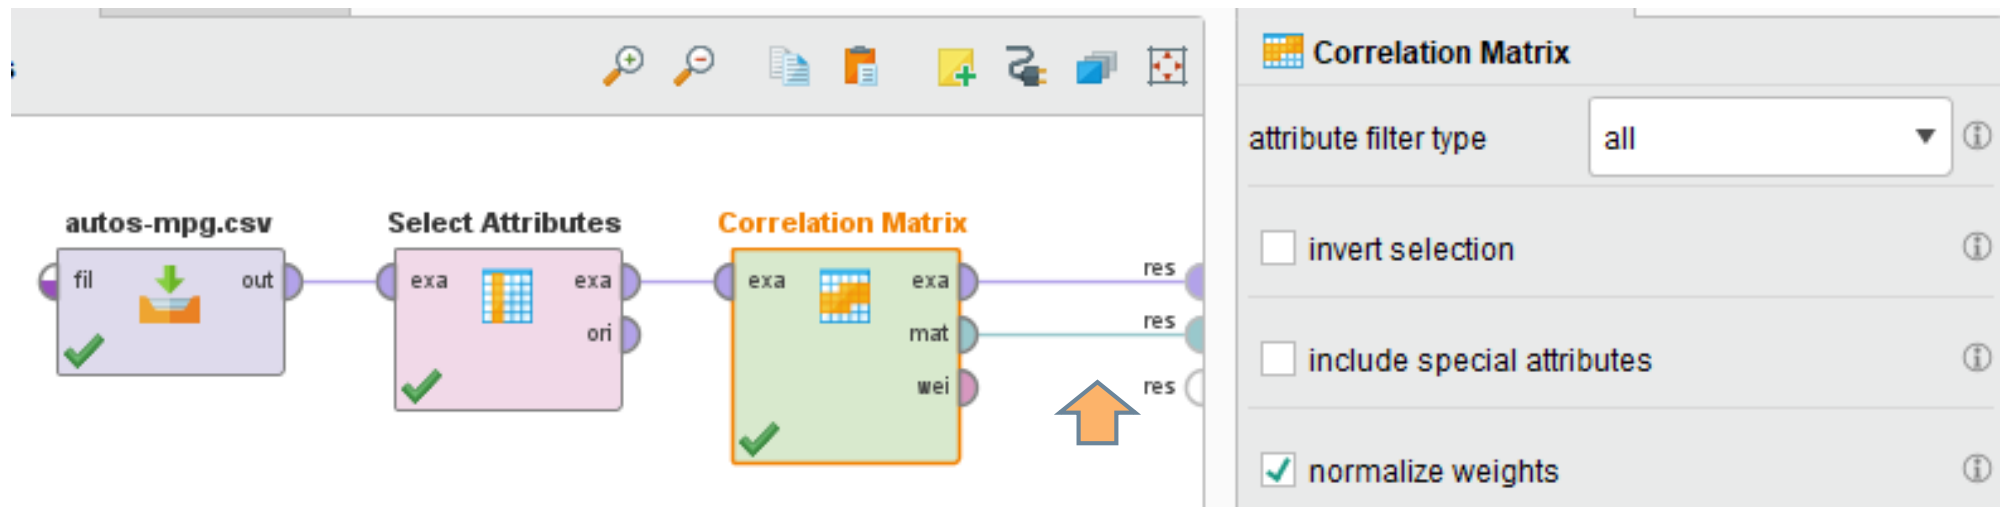 Correlation Matrix
attribute filter type
all
autos-mpg.csv
Select Attributes
Correlation Matrix
fil
out
exa
exa
ori
exa
exa
mat
wei
res
res
res
invert selection
include special attributes
normalize weights